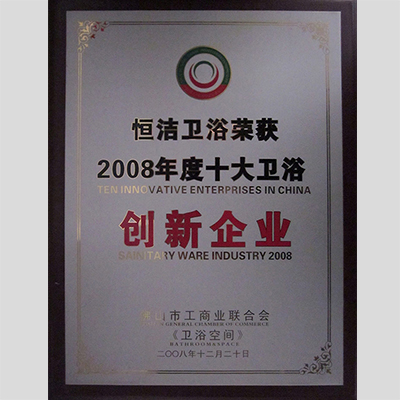 恒洁卫浴荣获
2008年度十大卫浴
TEN INNOVATIVE ENTERPRISES IN CHINA
创新企业
SAINITARY WARE INDUSTRY 2008
山市工商业联合会
GENERAL CHAMBER OF COMMERCE
《卫浴空间》
BATHROOMSPACE
二〇〇八年十二月二十日